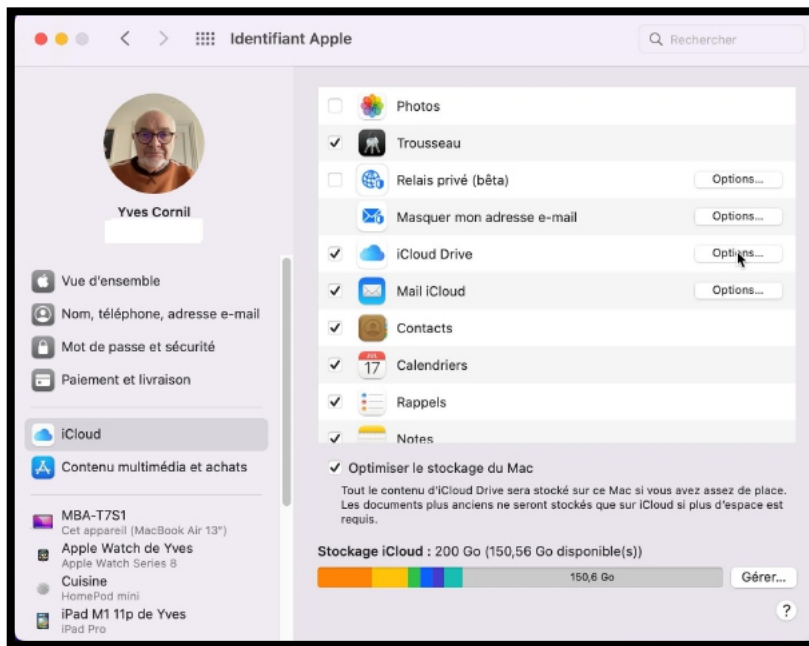 Identifiant Apple
Rechercher
Yves Cornil
Vue d'ensemble
Nom, téléphone, adresse e-mail
Mot de passe et sécurité
Paiement et livraison
iCloud
Contenu multimédia et achats
MBA-T7S1
Cet appareil (MacBook Air 13")
Apple Watch de Yves
Apple Watch Series 8
Cuisine
HomePod mini
iPad M1 11p de Yves
iPad Pro
Photos
Trousseau
Relais privé (bêta) Options...
Masquer mon adresse e-mail Options...
iCloud Drive Options...
Mail iCloud Options...
Contacts
JUL
17
Calendriers
Rappels
Notes
Optimiser le stockage du Mac
Tout le contenu d'iCloud Drive sera stocké sur ce Mac si vous avez assez de place.
Les documents plus anciens ne seront stockés que sur iCloud si plus d'espace est
requis.
Stockage iCloud : 200 Go (150,56 Go disponible(s))
150,6 Go
Gérer...
?